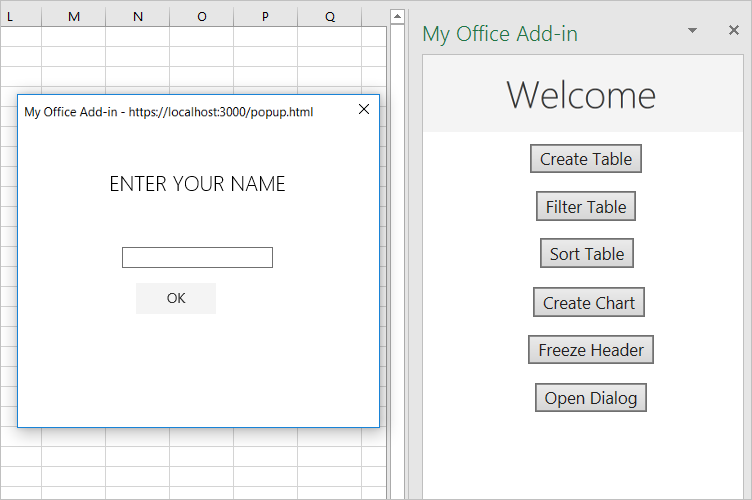 L M N O P Q
My Office Add-in - https://localhost:3000/popup.html
ENTER YOUR NAME
OK
My Office Add-in
Welcome
Create Table
Filter Table
Sort Table
Create Chart
Freeze Header
Open Dialog